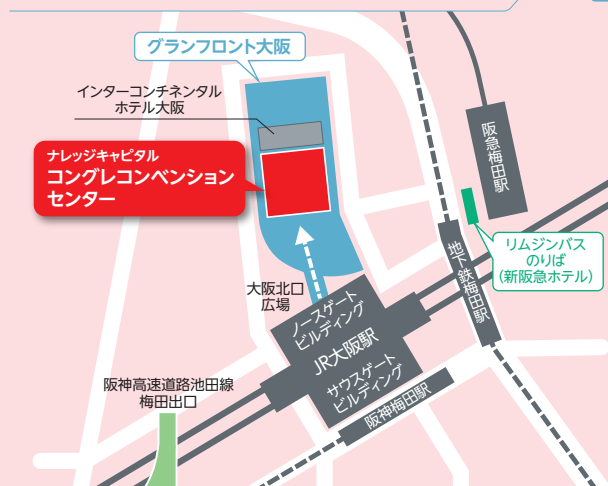 グランフロント大阪
インターコンチネンタル
ホテル大阪
ナレッジキャピタル
コングレコンベンション
センター
阪急梅田駅
リムジンバス
のりば
(新阪急ホテル)
地下鉄梅田駅
大阪北口
広場
ノースゲート
ビルディング
JR大阪駅
サウスゲート
ビルディング
阪神梅田駅
阪神高速道路池田線
梅田出口